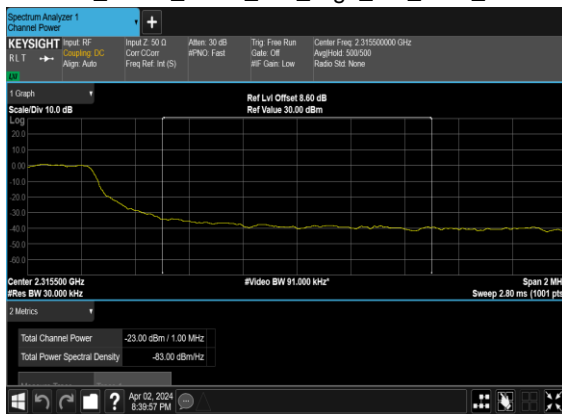 Spectrum Analyzer 1
Channel Power
KEYSIGHT
RLT
Input: RF
Coupling: DC
Align: Auto
Input Z: 50 Ω
Corr CCorr
Freq Ref: Int (S)
Atten: 30 dB
#PNO: Fast
Trig: Free Run
Gate: Off
#IF Gain: Low
Center Freq: 2.315500000 GHz
Avg|Hold: 500/500
Radio Std: None
1 Graph
Scale/Div 10.0 dB
Ref Lvl Offset 8.60 dB
Ref Value 30.00 dBm
Log
20.0
10.0
0.00
-10.0
-20.0
-30.0
-40.0
-50.0
-60.0
Center 2.315500 GHz
#Res BW 30.000 kHz
#Video BW 91.000 kHz*
Span 2 MH
Sweep 2.80 ms (1001 pts
2 Metrics
Total Channel Power -23.00 dBm / 1.00 MHz
Total Power Spectral Density -83.00 dBm/Hz
?
Apr 02, 2024
8:39:57 PM